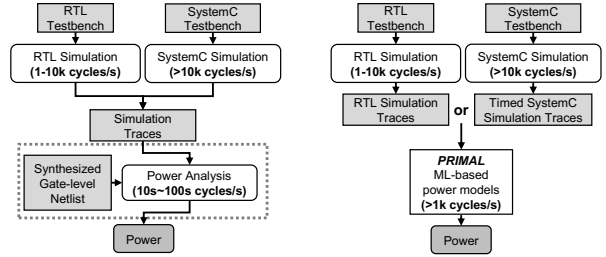 RTL
Testbench
SystemC
Testbench
RTL Simulation
(1-10k cycles/s)
SystemC Simulation
(>10k cycles/s)
Simulation
Traces
Synthesized
Gate-level
Netlist
Power Analysis
(10s~100s cycles/s)
Power
RTL
Testbench
SystemC
Testbench
RTL Simulation
(1-10k cycles/s)
SystemC Simulation
(>10k cycles/s)
RTL Simulation
Traces
or
Timed SystemC
Simulation Traces
PRIMAL
ML-based
power models
(>1k cycles/s)
Power